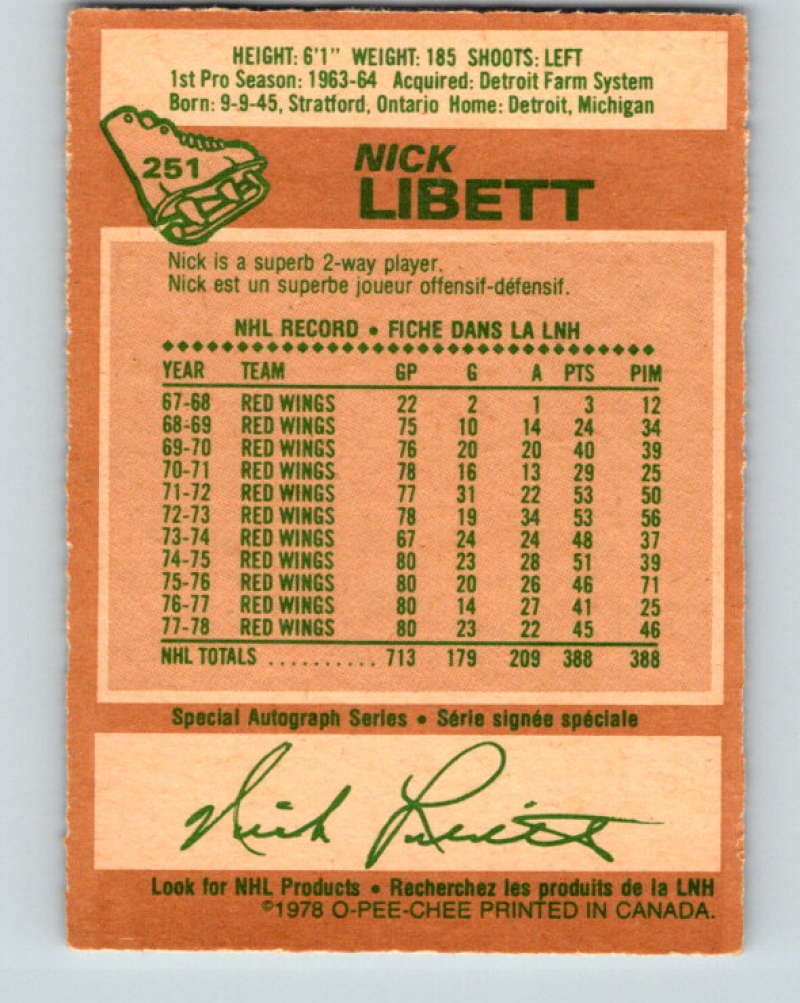 HEIGHT: 6'1" WEIGHT: 185 SHOOTS: LEFT
1st Pro Season: 1963-64 Acquired: Detroit Farm System
Born: 9-9-45, Stratford, Ontario Home: Detroit, Michigan
251
NICK
LIBETT
Nick is a superb 2-way player.
Nick est un superbe joueur offensif-défensif.
NHL RECORD • FICHE DANS LA LNH
YEAR TEAM GP G A PTS PIM
67-68 RED WINGS 22 2 1 3 12
68-69 RED WINGS 75 10 14 24 34
69-70 RED WINGS 76 20 20 40 39
70-71 RED WINGS 78 16 13 29 25
71-72 RED WINGS 77 31 22 53 50
72-73 RED WINGS 78 19 34 53 56
73-74 RED WINGS 67 24 24 48 37
74-75 RED WINGS 80 23 28 51 39
75-76 RED WINGS 80 20 26 46 71
76-77 RED WINGS 80 14 27 41 25
77-78 RED WINGS 80 23 22 45 46
NHL TOTALS .......... 713 179 209 388 388
Special Autograph Series • Série signée spéciale
Nick Libett
Look for NHL Products • Recherchez les produits de la LNH
©1978 O-PEE-CHEE PRINTED IN CANADA.